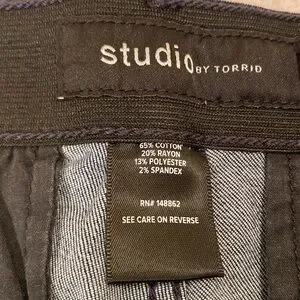 studio BY TORRID
65% COTTON
20% RAYON
13% POLYESTER
2% SPANDEX
RN# 148862
SEE CARE ON REVERSE